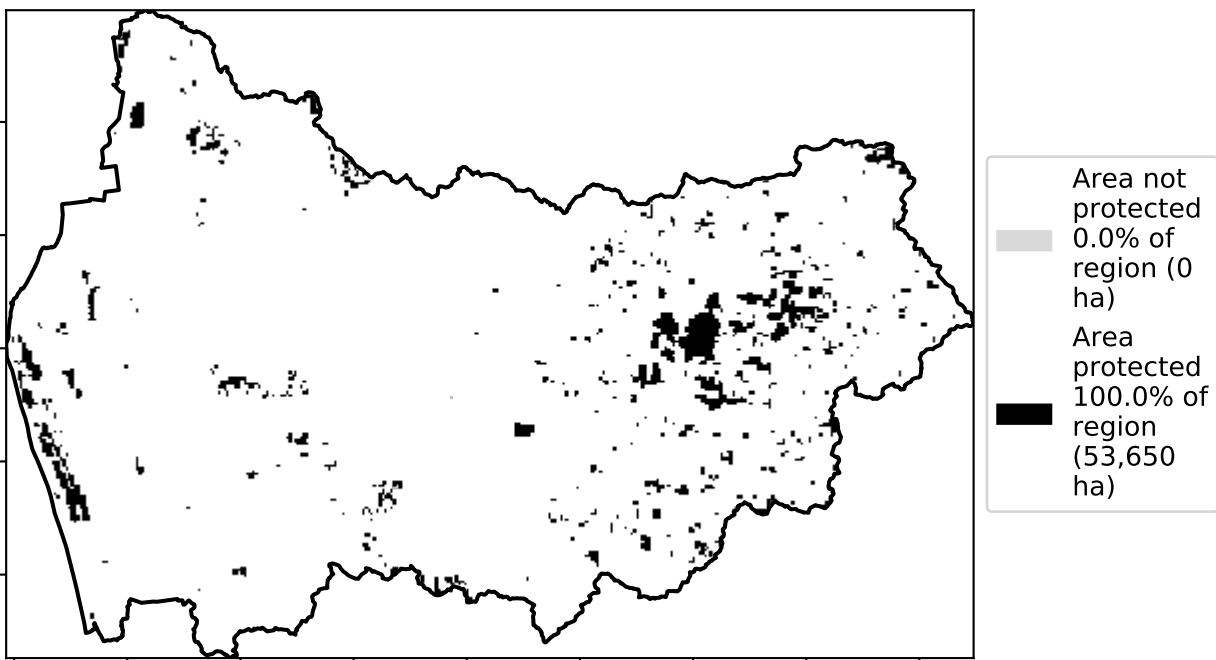 Area not
protected
0.0% of
region (0
ha)
Area
protected
100.0% of
region
(53,650
ha)